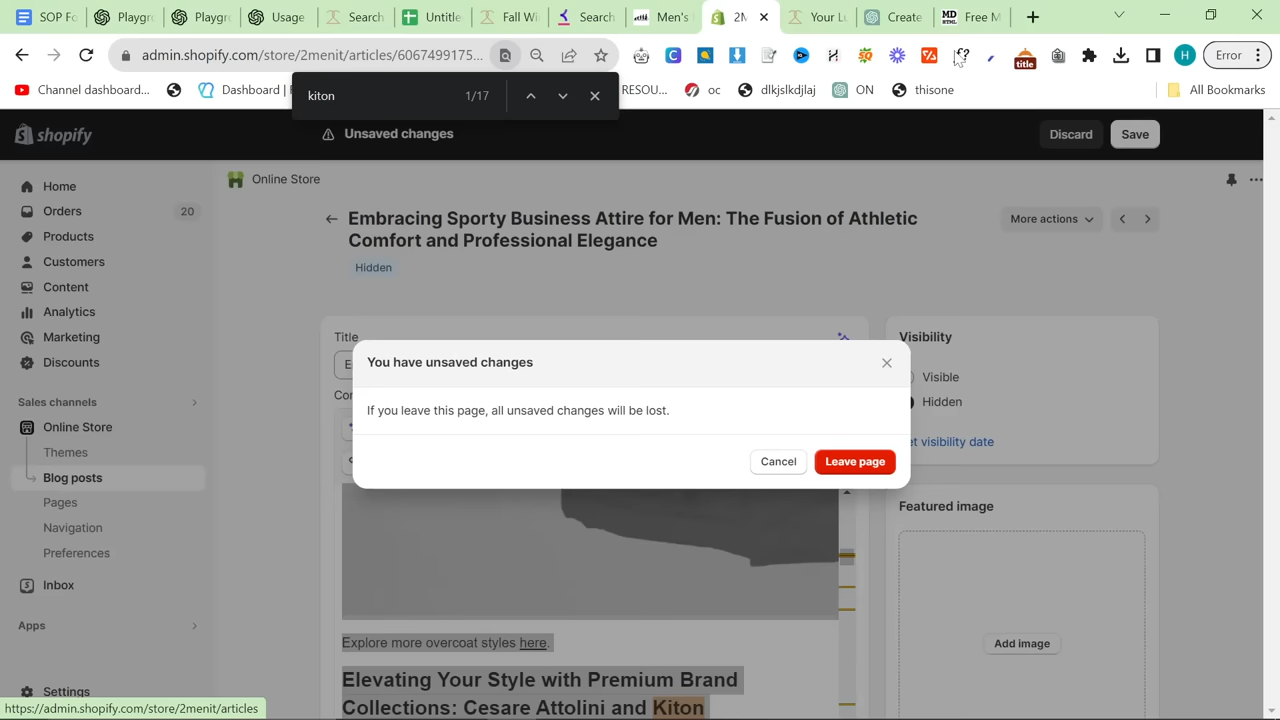 SOP Fo
Playgro
Playgro
Usage
Search
Untitle
Fall Wi
Search
Men's
2M
Your Lu
Create
Free M
admin.shopify.com/store/2menit/articles/6067499175...
title
Error
Channel dashboard...
Dashboard |
RESOU...
oc
dlkjslkdjlaj
ON
thisone
All Bookmarks
kiton
1/17
shopify
Unsaved changes
Discard
Save
Home
Orders
20
Products
Customers
Content
Analytics
Marketing
Discounts
Sales channels
Online Store
Themes
Blog posts
Pages
Navigation
Preferences
Inbox
Apps
Settings
Online Store
Embracing Sporty Business Attire for Men: The Fusion of Athletic
Comfort and Professional Elegance
Hidden
More actions
Title
E
Con
You have unsaved changes
If you leave this page, all unsaved changes will be lost.
Cancel
Leave page
Explore more overcoat styles here.
Elevating Your Style with Premium Brand
Collections: Cesare Attolini and Kiton
Visibility
Visible
Hidden
et visibility date
Featured image
Add image
https://admin.shopify.com/store/2menit/articles